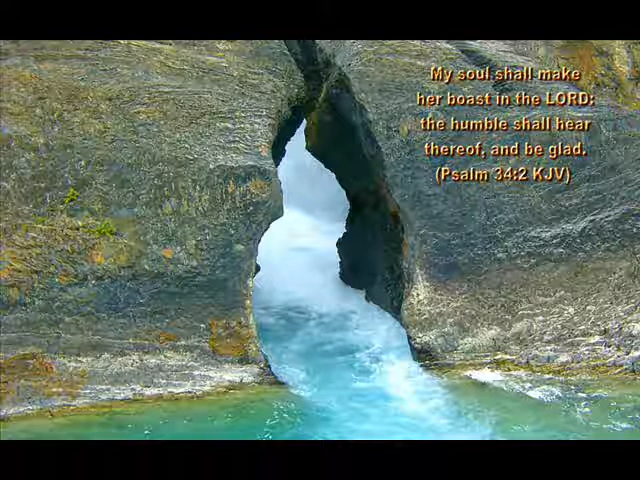 My soul shall make
her boast in the LORD:
the humble shall hear
thereof, and be glad.
(Psalm 34:2 KJV)